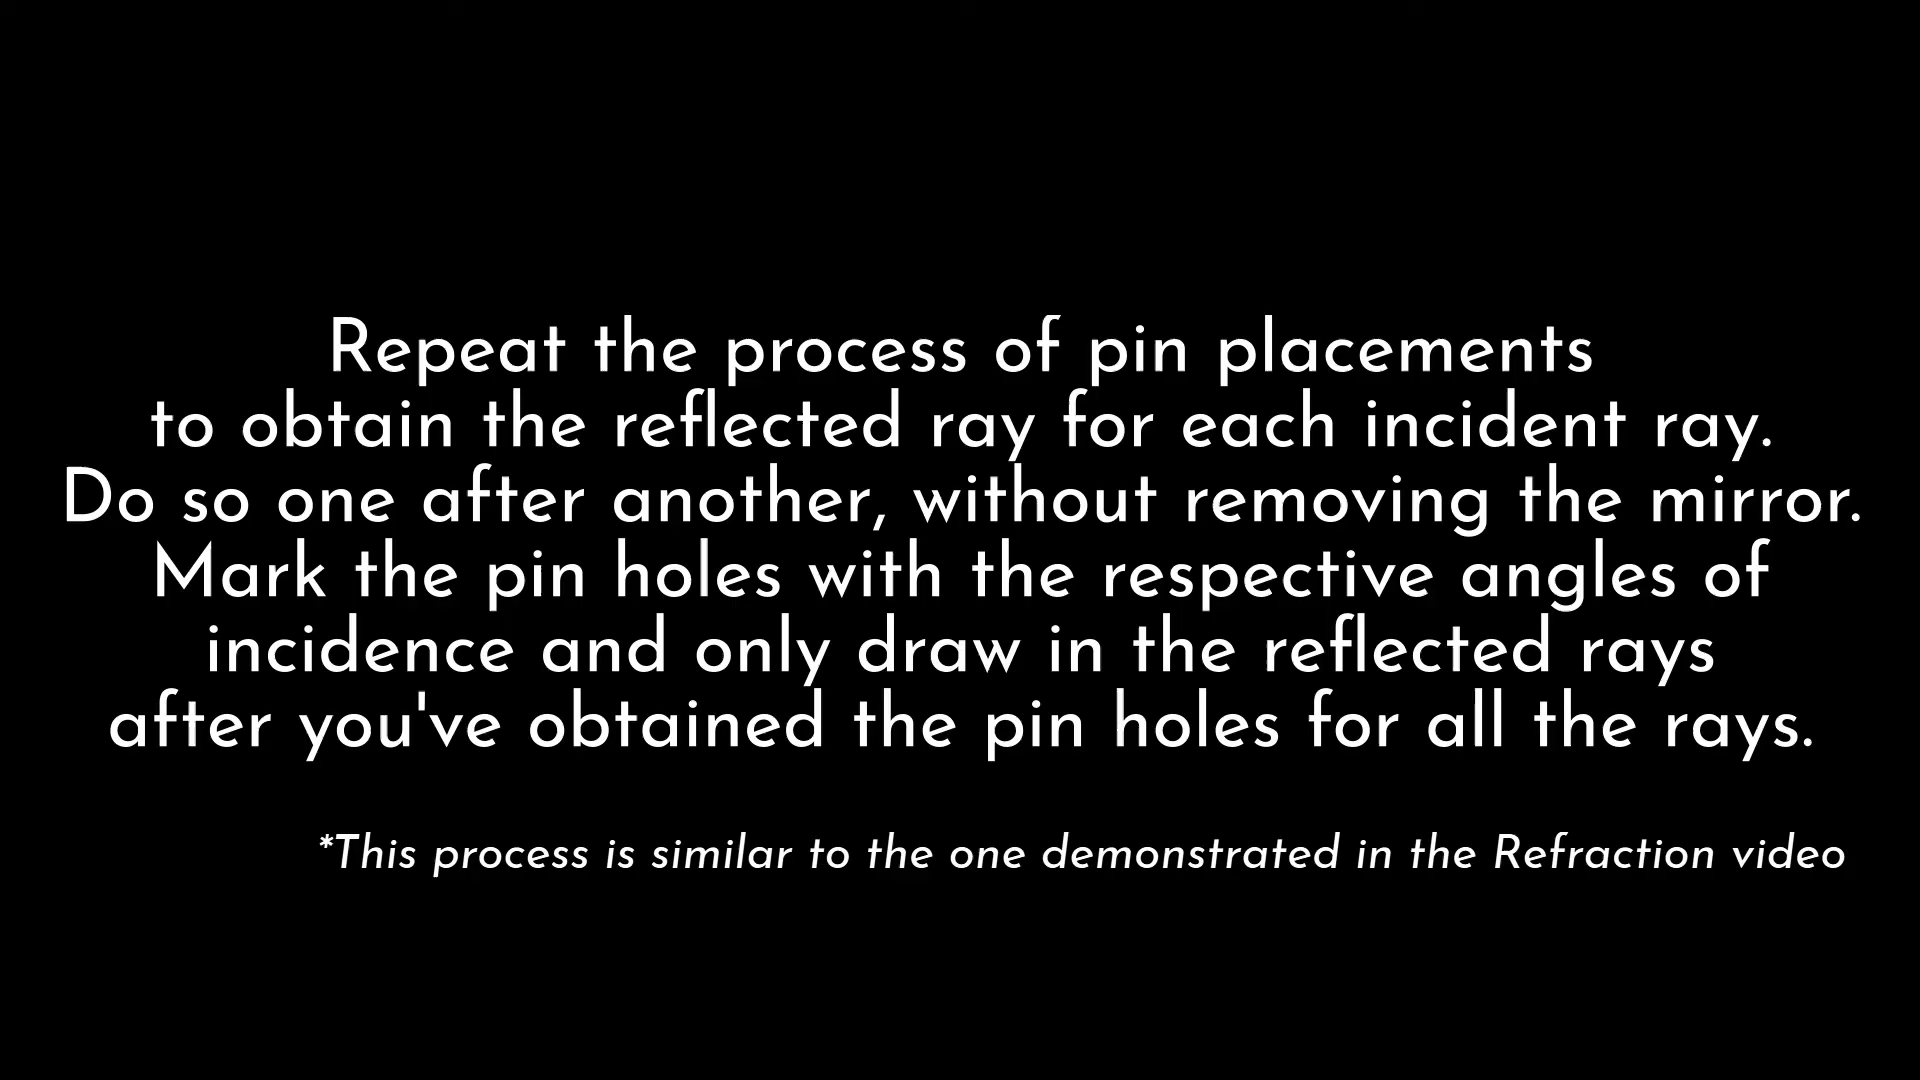 Repeat the process of pin placements
to obtain the reflected ray for each incident ray.
Do so one after another, without removing the mirror.
Mark the pin holes with the respective angles of
incidence and only draw in the reflected rays
after you've obtained the pin holes for all the rays.
*This process is similar to the one demonstrated in the Refraction video